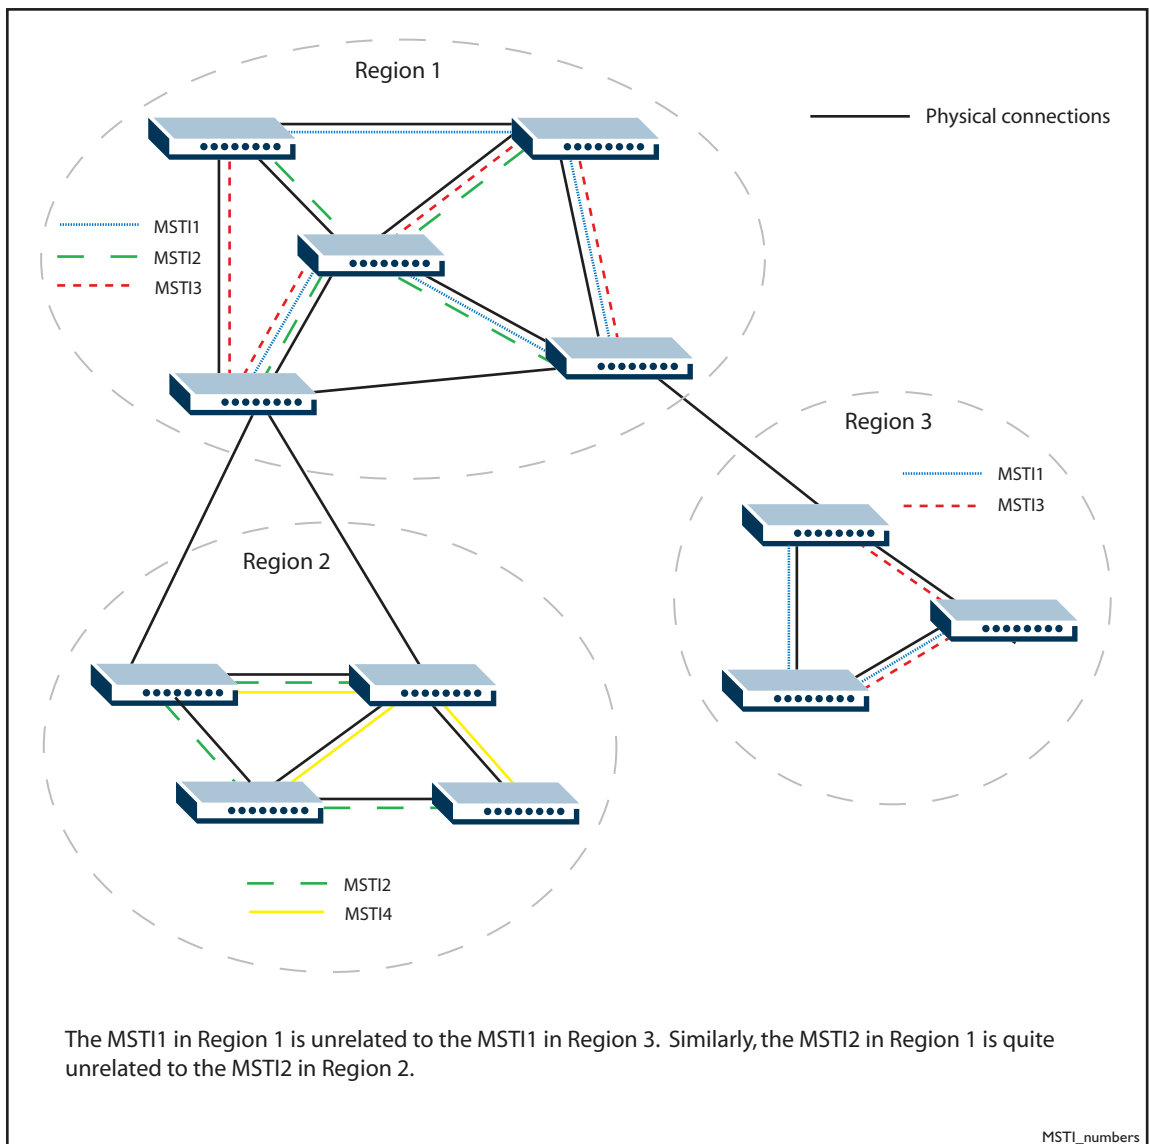 Region 1
Physical connections
MSTI1
MSTI2
MSTI3
Region 3
MSTI1
MSTI3
Region 2
MSTI2
MSTI4
The MSTI1 in Region 1 is unrelated to the MSTI1 in Region 3. Similarly, the MSTI2 in Region 1 is quite
unrelated to the MSTI2 in Region 2.
MSTI_numbers